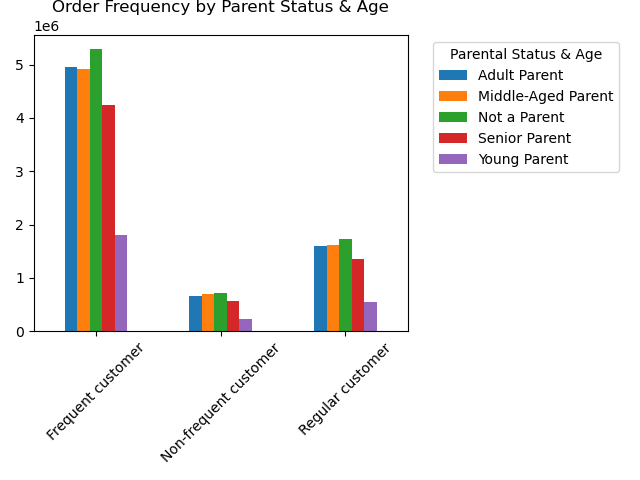 Order Frequency by Parent Status & Age
1e6
5
4
3
2
1
0
Frequent customer
Non-frequent customer
Regular customer
Parental Status & Age
Adult Parent
Middle-Aged Parent
Not a Parent
Senior Parent
Young Parent